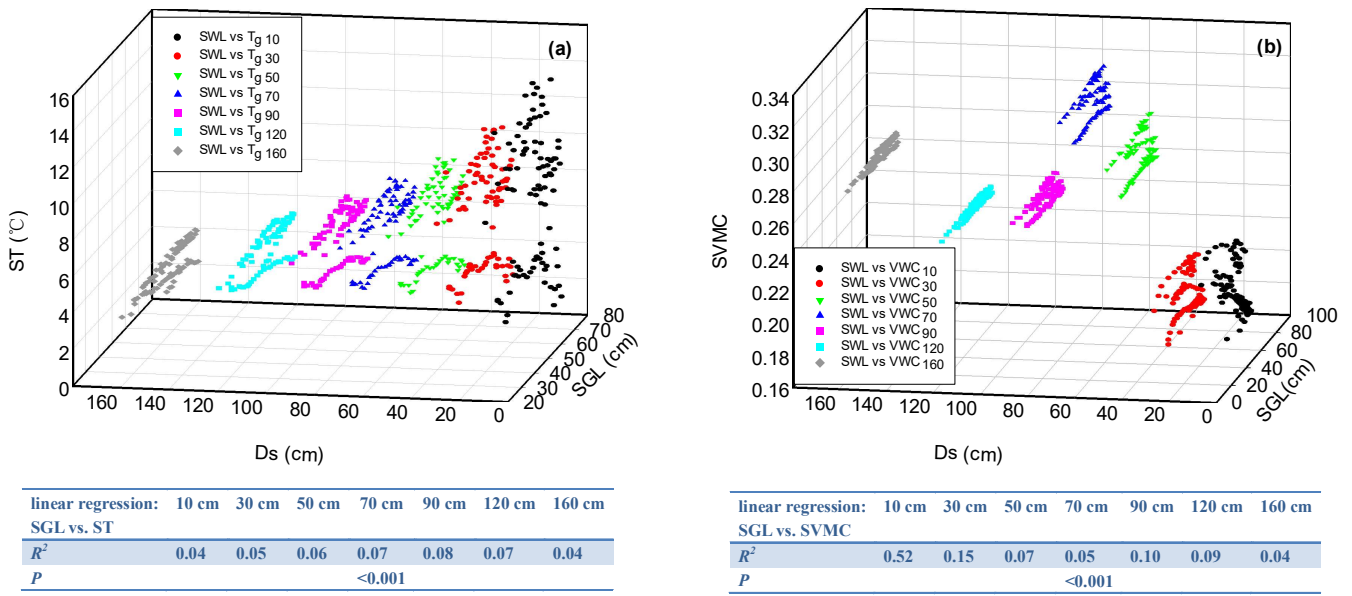 (a)
SWL vs Tg 10
SWL vs Tg 30
SWL vs Tg 50
SWL vs Tg 70
SWL vs Tg 90
SWL vs Tg 120
SWL vs Tg 160
ST (℃)
16
14
12
10
8
6
4
2
0
160 140 120 100 80 60 40 20 0
Ds (cm)
20 30 40 50 60 70 80
SGL (cm)
linear regression: 10 cm 30 cm 50 cm 70 cm 90 cm 120 cm 160 cm
SGL vs. ST
R² 0.04 0.05 0.06 0.07 0.08 0.07 0.04
P <0.001
(b)
SVMC
0.34
0.32
0.30
0.28
0.26
0.24
0.22
0.20
0.18
0.16
SWL vs VWC10
SWL vs VWC30
SWL vs VWC50
SWL vs VWC70
SWL vs VWC90
SWL vs VWC120
SWL vs VWC160
160 140 120 100 80 60 40 20 0
Ds (cm)
0 20 40 60 80 100
SGL(cm)
linear regression: 10 cm 30 cm 50 cm 70 cm 90 cm 120 cm 160 cm
SGL vs. SVMC
R² 0.52 0.15 0.07 0.05 0.10 0.09 0.04
P <0.001